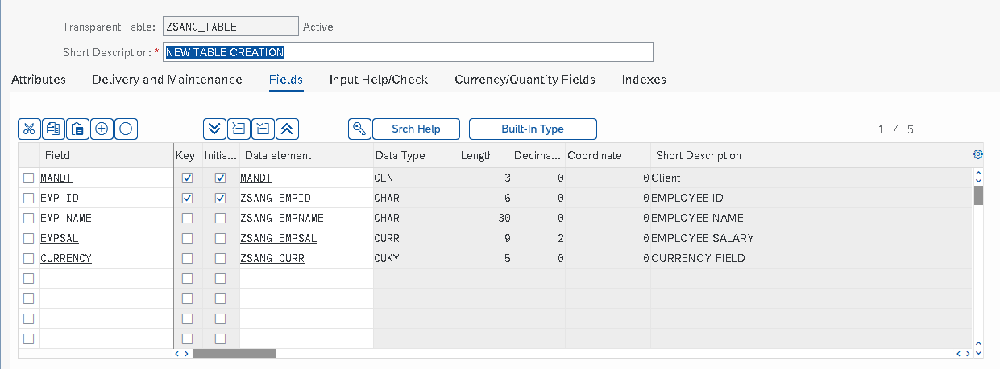 Transparent Table: ZSANG_TABLE Active
Short Description: * NEW TABLE CREATION
Attributes Delivery and Maintenance Fields Input Help/Check Currency/Quantity Fields Indexes
Srch Help Built-In Type 1 / 5
Field Key Initia... Data element Data Type Length Decima... Coordinate Short Description
MANDT MANDT CLNT 3 0 0 Client
EMP_ID ZSANG_EMPID CHAR 6 0 0 EMPLOYEE ID
EMP_NAME ZSANG_EMPNAME CHAR 30 0 0 EMPLOYEE NAME
EMPSAL ZSANG_EMPSAL CURR 9 2 0 EMPLOYEE SALARY
CURRENCY ZSANG_CURR CUKY 5 0 0 CURRENCY FIELD